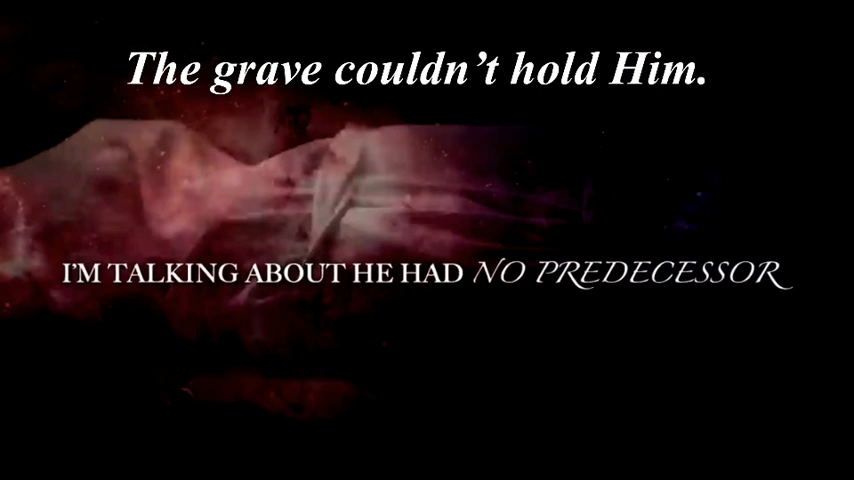 The grave couldn’t hold Him.
I’M TALKING ABOUT HE HAD NO PREDECESSOR